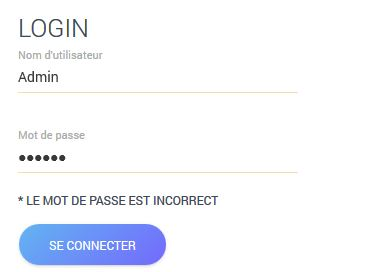 LOGIN
Nom d'utilisateur
Admin
Mot de passe
●●●●●●
* LE MOT DE PASSE EST INCORRECT
SE CONNECTER